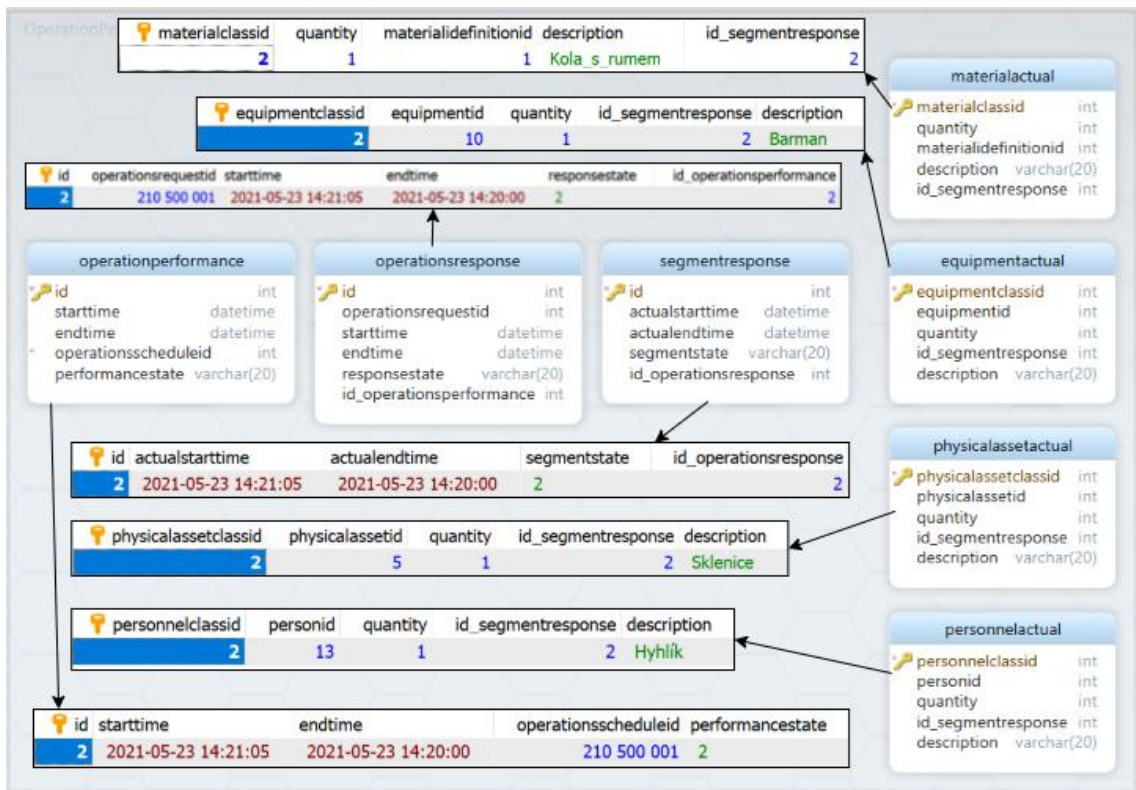 OperationPe
materialclassid quantity materialidefinitionid description id_segmentresponse
2 1 1 Kola_s_rumem 2
materialactual
materialclassid int
quantity int
materialidefinitionid int
description varchar(20)
id_segmentresponse int
equipmentclassid equipmentid quantity id_segmentresponse description
2 10 1 2 Barman
id operationsrequestid starttime endtime responsestate id_operationsperformance
2 210 500 001 2021-05-23 14:21:05 2021-05-23 14:20:00 2 2
operationperformance
id int
starttime datetime
endtime datetime
operationsscheduleid int
performancestate varchar(20)
operationsresponse
id int
operationsrequestid int
starttime datetime
endtime datetime
responsestate varchar(20)
id_operationsperformance int
segmentresponse
id int
actualstarttime datetime
actualendtime datetime
segmentstate varchar(20)
id_operationsresponse int
equipmentactual
equipmentclassid int
equipmentid int
quantity int
id_segmentresponse int
description varchar(20)
id actualstarttime actualendtime segmentstate id_operationsresponse
2 2021-05-23 14:21:05 2021-05-23 14:20:00 2 2
physicalassetactual
physicalassetclassid int
physicalassetid int
quantity int
id_segmentresponse int
description varchar(20)
physicalassetclassid physicalassetid quantity id_segmentresponse description
2 5 1 2 Sklenice
personnelclassid personid quantity id_segmentresponse description
2 13 1 2 Hyhlík
personnelactual
personnelclassid int
personid int
quantity int
id_segmentresponse int
description varchar(20)
id starttime endtime operationsscheduleid performancestate
2 2021-05-23 14:21:05 2021-05-23 14:20:00 210 500 001 2